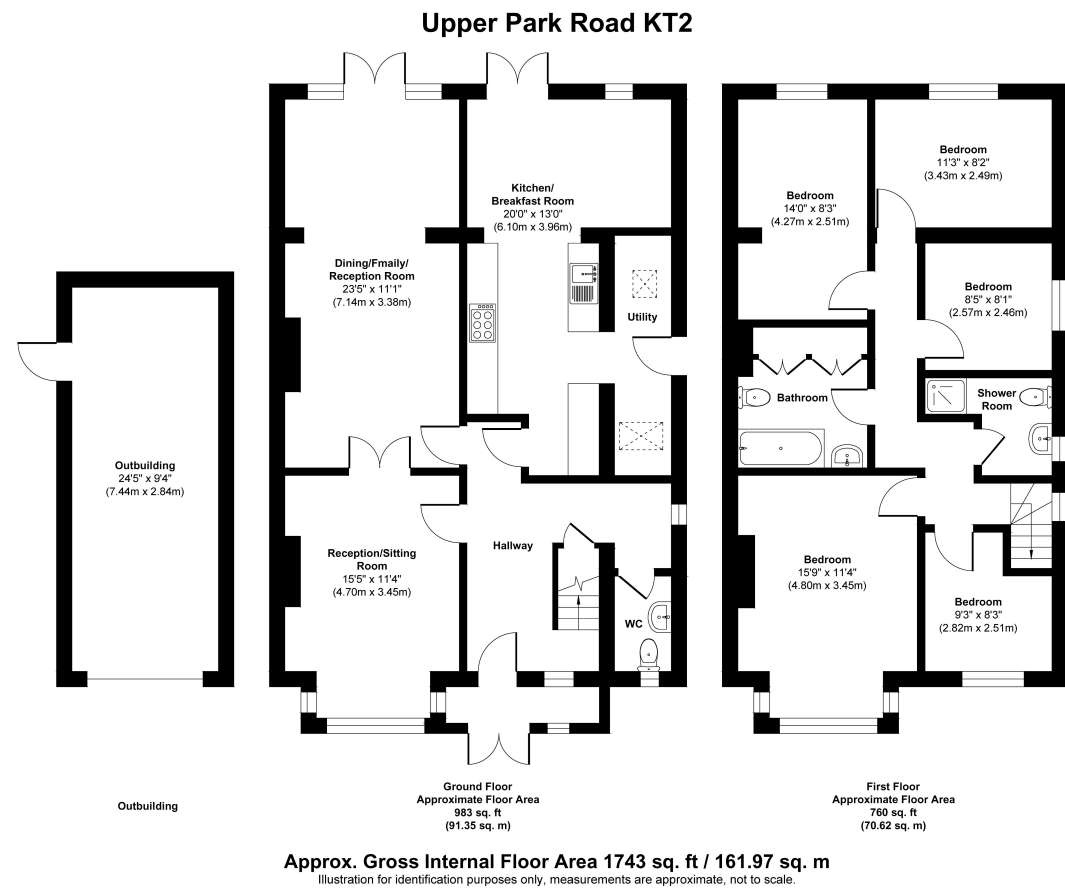 Upper Park Road KT2
Kitchen/
Breakfast Room
20'0" x 13'0"
(6.10m x 3.96m)
Dining/Fmaily/
Reception Room
23'5" x 11'1"
(7.14m x 3.38m)
Utility
Outbuilding
24'5" x 9'4"
(7.44m x 2.84m)
Reception/Sitting
Room
15'5" x 11'4"
(4.70m x 3.45m)
Hallway
WC
Bedroom
14'0" x 8'3"
(4.27m x 2.51m)
Bedroom
11'3" x 8'2"
(3.43m x 2.49m)
Bedroom
8'5" x 8'1"
(2.57m x 2.46m)
Bathroom
Shower
Room
Bedroom
15'9" x 11'4"
(4.80m x 3.45m)
Bedroom
9'3" x 8'3"
(2.82m x 2.51m)
Outbuilding
Ground Floor
Approximate Floor Area
983 sq. ft
(91.35 sq. m)
First Floor
Approximate Floor Area
760 sq. ft
(70.62 sq. m)
Approx. Gross Internal Floor Area 1743 sq. ft / 161.97 sq. m
Illustration for identification purposes only, measurements are approximate, not to scale.